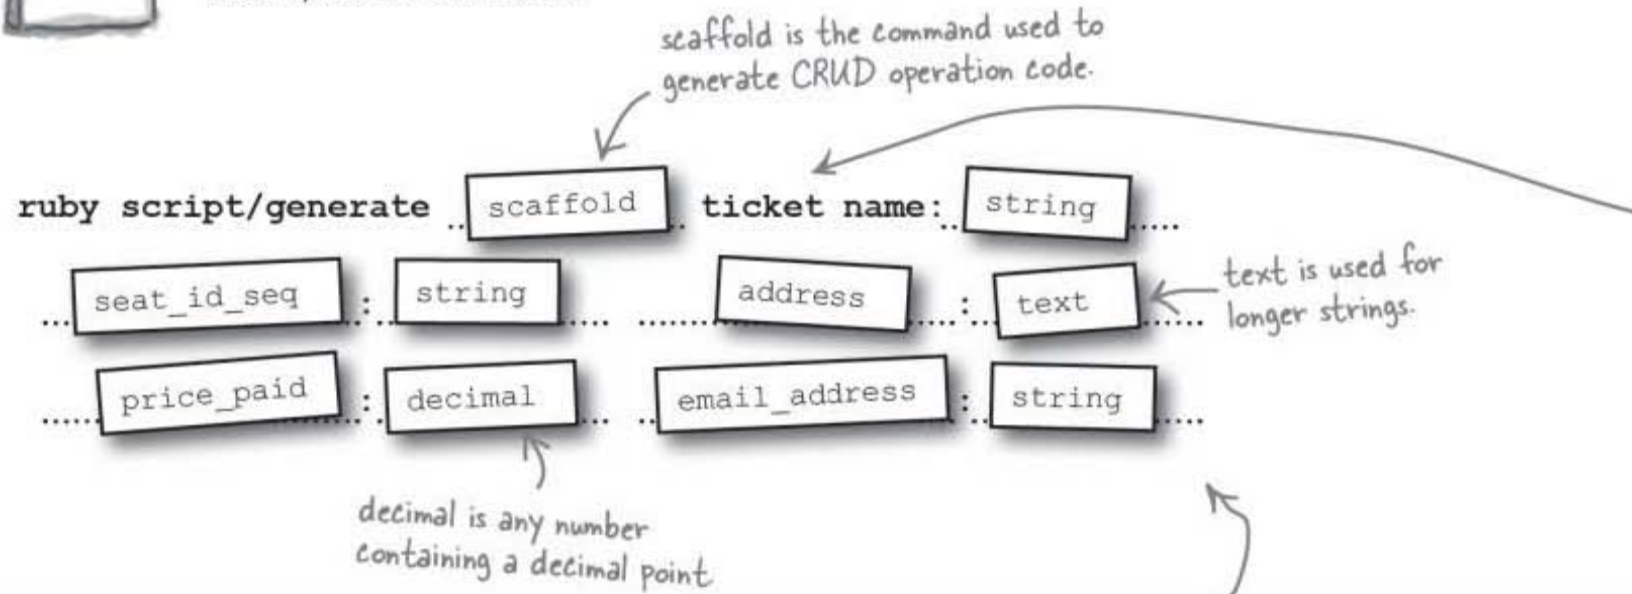 scaffold is the command used to
generate CRUD operation code.
ruby script/generate scaffold ticket name: string
seat_id_seq : string address : text
text is used for
longer strings.
price_paid : decimal email_address : string
decimal is any number
containing a decimal point